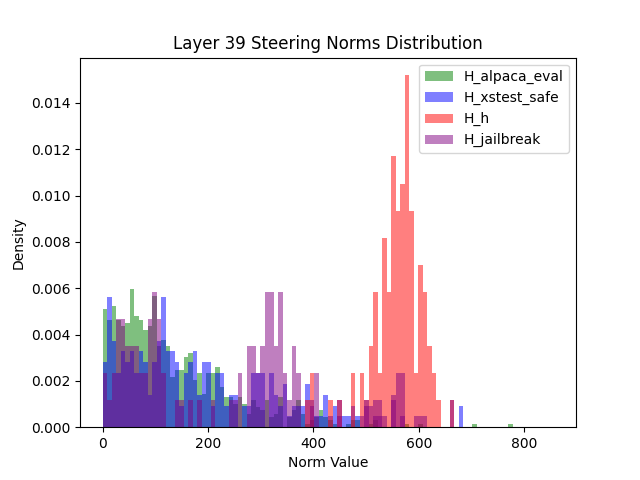 Layer 39 Steering Norms Distribution
H_alpaca_eval
H_xstest_safe
H_h
H_jailbreak
0.014
0.012
0.010
0.008
0.006
0.004
0.002
0.000
Density
0 200 400 600 800
Norm Value